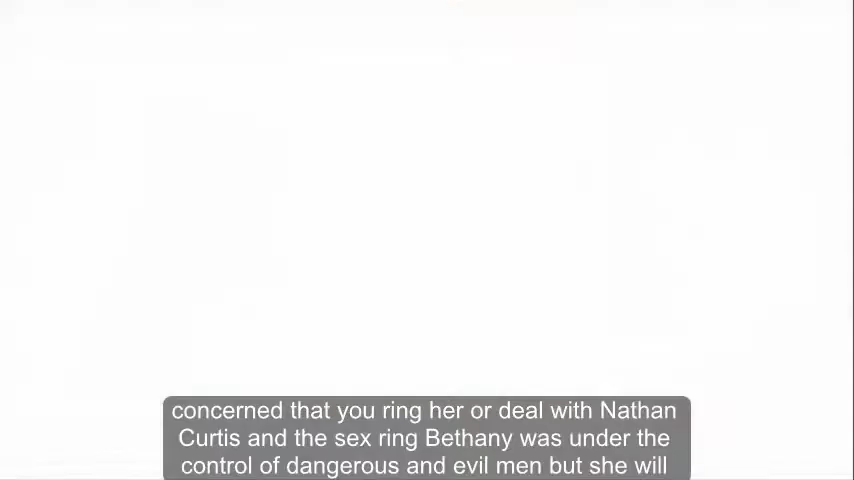 concerned that you ring her or deal with Nathan
Curtis and the sex ring Bethany was under the
control of dangerous and evil men but she will